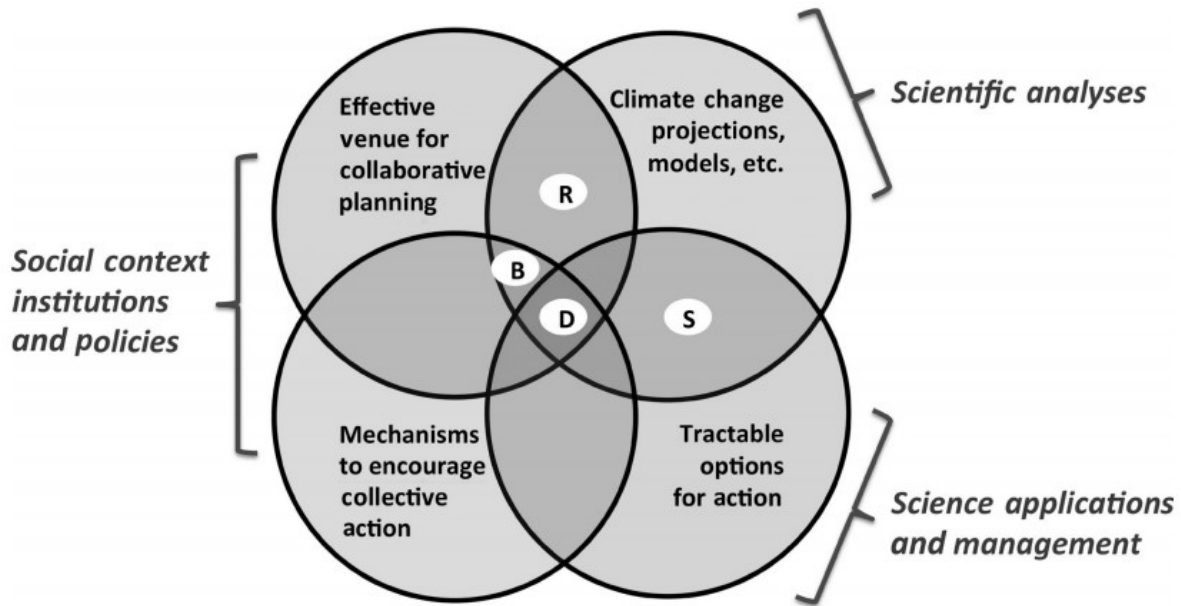 Effective
venue for
collaborative
planning
Climate change
projections,
models, etc.
Scientific analyses
R
B
D
S
Social context
institutions
and policies
Mechanisms
to encourage
collective
action
Tractable
options
for action
Science applications
and management